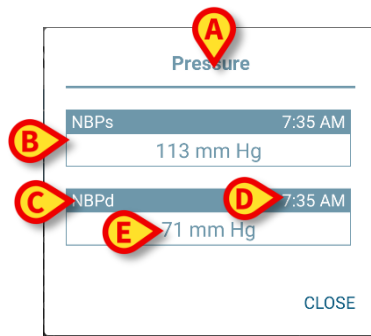 A
Pressure
NBPs 7:35 AM
B
113 mm Hg
C NBPd D 7:35 AM
E 71 mm Hg
CLOSE